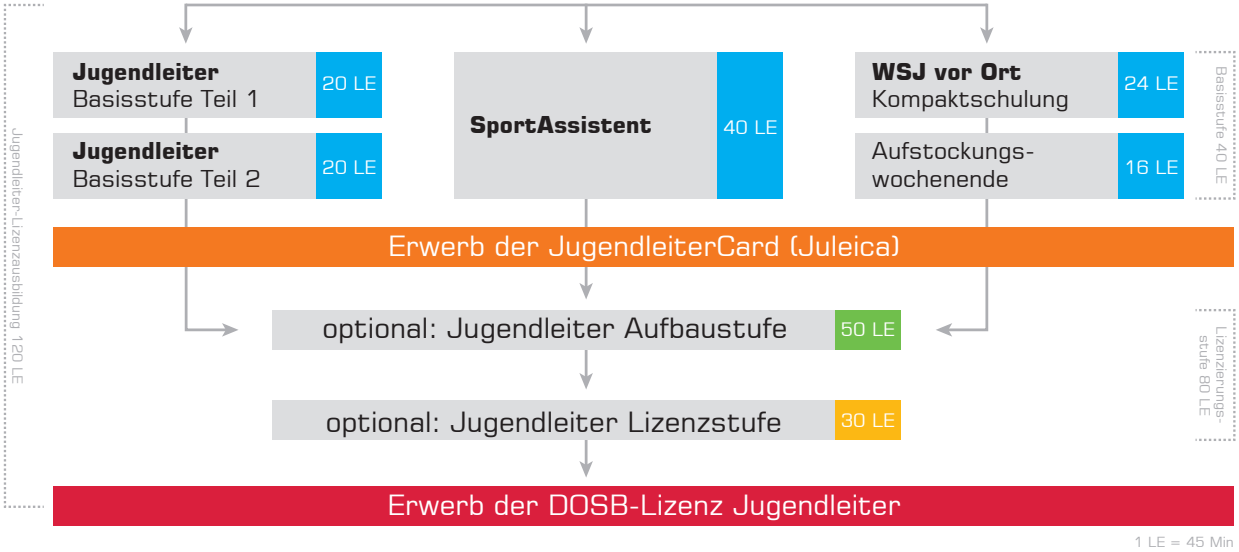 Jugendleiter-Lizenzausbildung 120 LE
Jugendleiter
Basisstufe Teil 1
20 LE
Jugendleiter
Basisstufe Teil 2
20 LE
SportAssistent
40 LE
WSJ vor Ort
Kompaktschulung
24 LE
Aufstockungs-
wochenende
16 LE
Basisstufe 40 LE
Erwerb der JugendleiterCard (Juleica)
optional: Jugendleiter Aufbaustufe
50 LE
optional: Jugendleiter Lizenzstufe
30 LE
Lizenzierungs-
stufe 80 LE
Erwerb der DOSB-Lizenz Jugendleiter
1 LE = 45 Min